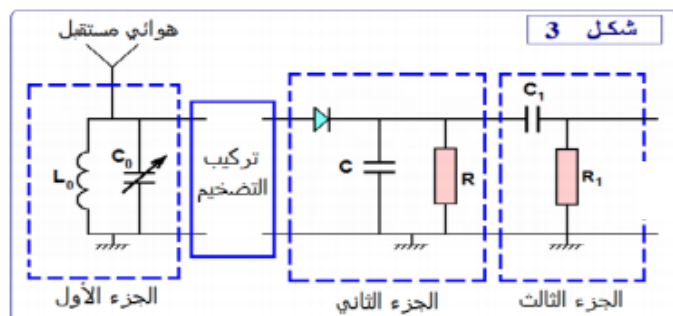 شكل 3
هوائي مستقبل
C₁
L₀
C₀
تركيب
التضخيم
C
R
R₁
الجزء الأول
الجزء الثاني
الجزء الثالث